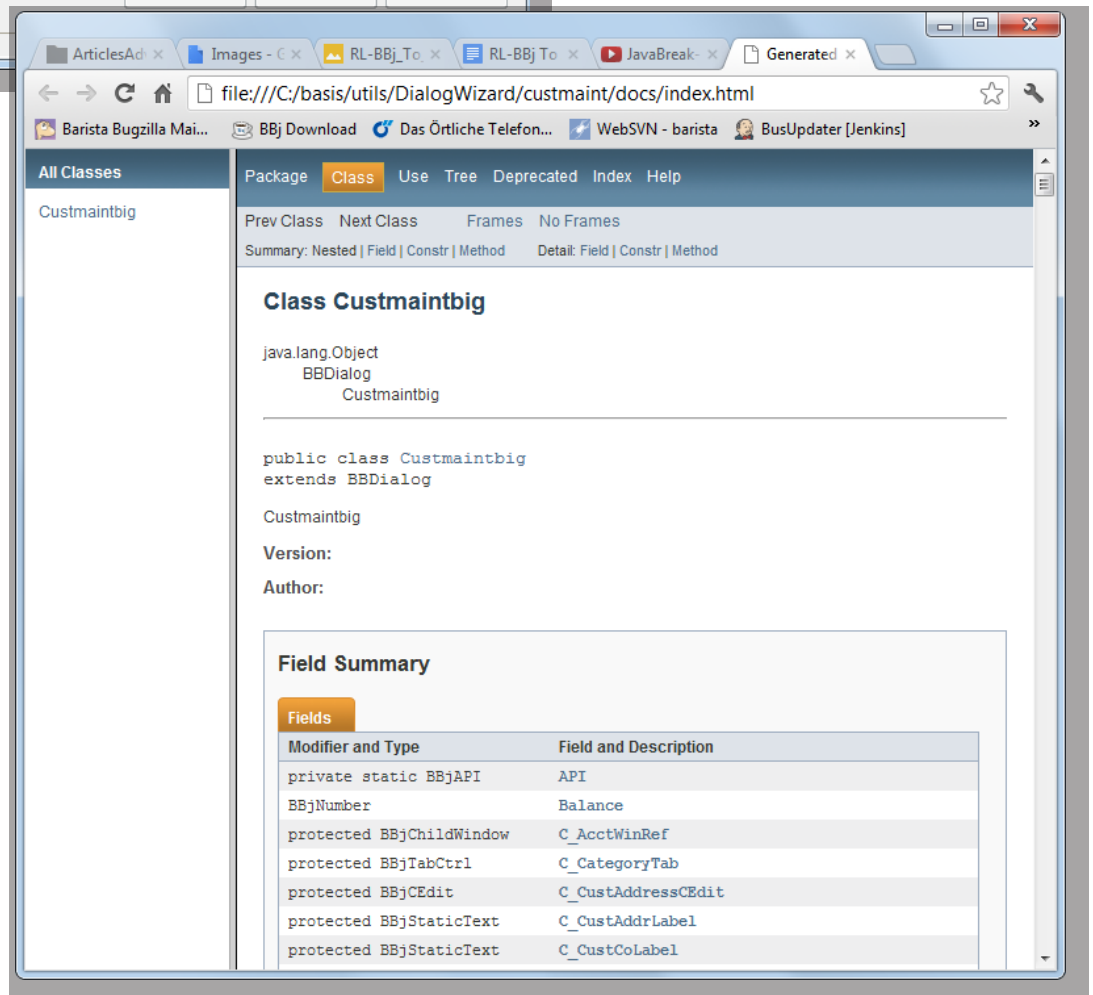 ArticlesAdv
Images - G
RL-BBj_To_
RL-BBj To
JavaBreak-
Generated
file:///C:/basis/utils/DialogWizard/custmaint/docs/index.html
Barista Bugzilla Mai... BBj Download Das Örtliche Telefon... WebSVN - barista BusUpdater [Jenkins] »
All Classes
Custmaintbig
Package Class Use Tree Deprecated Index Help
Prev Class Next Class Frames No Frames
Summary: Nested | Field | Constr | Method Detail: Field | Constr | Method
Class Custmaintbig
java.lang.Object
BBDialog
Custmaintbig
public class Custmaintbig
extends BBDialog
Custmaintbig
Version:
Author:
Field Summary
Fields
Modifier and Type Field and Description
private static BBjAPI API
BBjNumber Balance
protected BBjChildWindow C_AcctWinRef
protected BBjTabCtrl C_CategoryTab
protected BBjCEdit C_CustAddressCEdit
protected BBjStaticText C_CustAddrLabel
protected BBjStaticText C_CustCoLabel